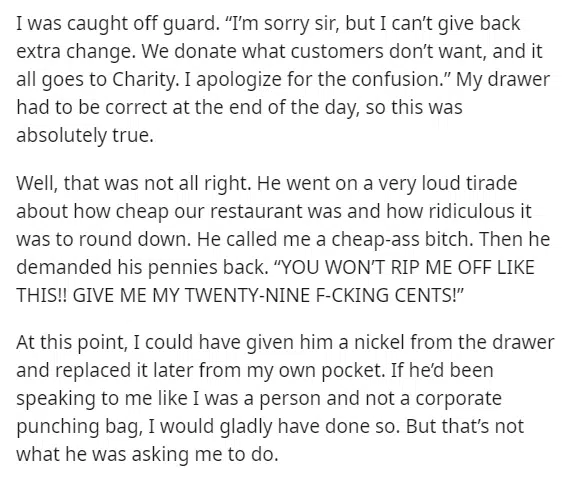 I was caught off guard. “I’m sorry sir, but I can’t give back
extra change. We donate what customers don’t want, and it
all goes to Charity. I apologize for the confusion.” My drawer
had to be correct at the end of the day, so this was
absolutely true.
Well, that was not all right. He went on a very loud tirade
about how cheap our restaurant was and how ridiculous it
was to round down. He called me a cheap-ass bitch. Then he
demanded his pennies back. “YOU WON’T RIP ME OFF LIKE
THIS!! GIVE ME MY TWENTY-NINE F-CKING CENTS!”
At this point, I could have given him a nickel from the drawer
and replaced it later from my own pocket. If he’d been
speaking to me like I was a person and not a corporate
punching bag, I would gladly have done so. But that’s not
what he was asking me to do.